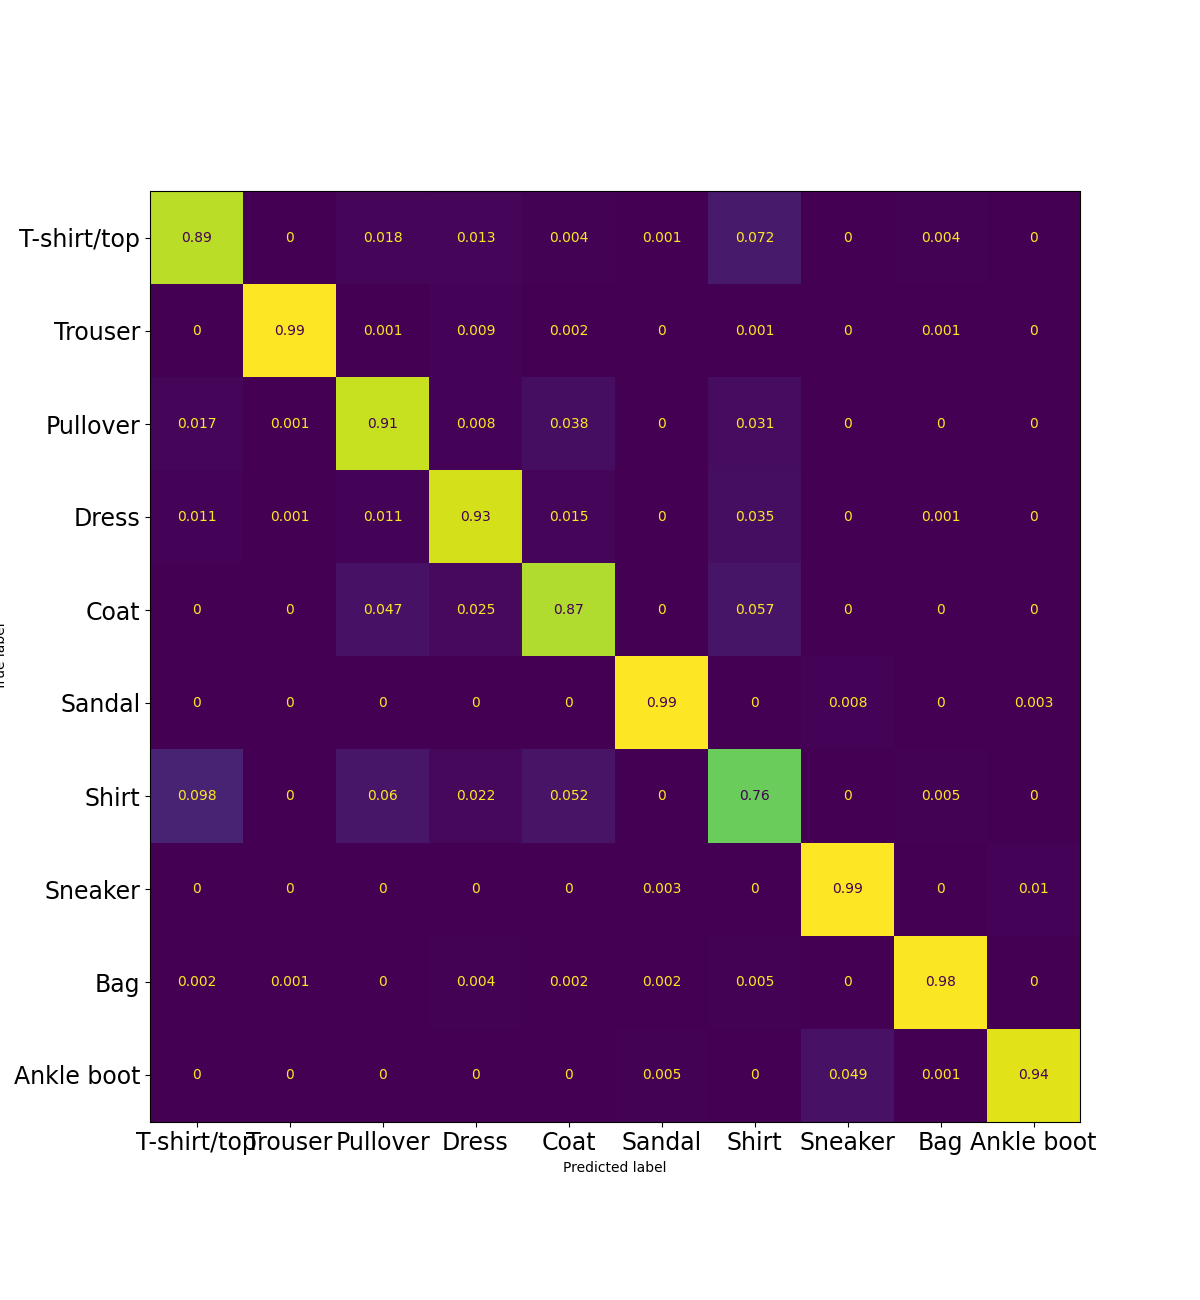 T-shirt/top 0.89 0 0.018 0.013 0.004 0.001 0.072 0 0.004 0
Trouser 0 0.99 0.001 0.009 0.002 0 0.001 0 0.001 0
Pullover 0.017 0.001 0.91 0.008 0.038 0 0.031 0 0 0
Dress 0.011 0.001 0.011 0.93 0.015 0 0.035 0 0.001 0
Coat 0 0 0.047 0.025 0.87 0 0.057 0 0 0
Sandal 0 0 0 0 0 0.99 0 0.008 0 0.003
Shirt 0.098 0 0.06 0.022 0.052 0 0.76 0 0.005 0
Sneaker 0 0 0 0 0 0.003 0 0.99 0 0.01
Bag 0.002 0.001 0 0.004 0.002 0.002 0.005 0 0.98 0
Ankle boot 0 0 0 0 0 0.005 0 0.049 0.001 0.94
T-shirt/top Trouser Pullover Dress Coat Sandal Shirt Sneaker Bag Ankle boot
Predicted label